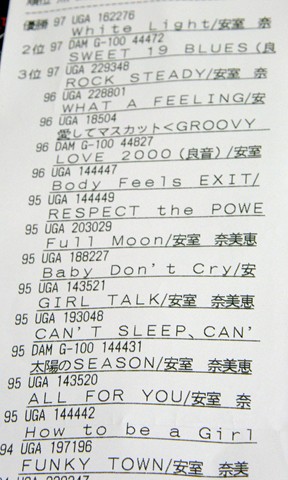 優勝 97 UGA 162276
White Light/安室 奈
2位 97 DAM G-100 44472
SWEET 19 BLUES(良
3位 97 UGA 229348
ROCK STEADY/安室 奈
96 UGA 228801
WHAT A FEELING/安
96 UGA 18504
愛してマスカット<GROOVY
96 DAM G-100 44827
LOVE 2000(良音)/安室
96 UGA 144447
Body Feels EXIT/
95 UGA 144449
RESPECT the POWE
95 UGA 203029
Full Moon/安室 奈美恵
95 UGA 188227
Baby Don't Cry/安
95 UGA 143521
GIRL TALK/安室 奈美恵
95 UGA 193048
CAN'T SLEEP、CAN'
95 DAM G-100 144431
太陽のSEASON/安室 奈美恵
95 UGA 143520
ALL FOR YOU/安室 奈
95 UGA 144442
How to be a Girl
94 UGA 197196
FUNKY TOWN/安室 奈美